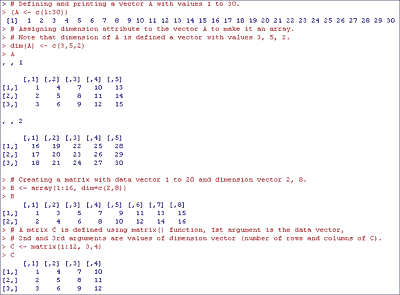 > # Defining and printing a vector A with values 1 to 30.
> (A <- c(1:30))
[1] 1 2 3 4 5 6 7 8 9 10 11 12 13 14 15 16 17 18 19 20 21 22 23 24 25 26 27 28 29 30
> # Assigning dimension attribute to the vector A to make it an array.
> # Note that dimension of A is defined a vector with values 3, 5, 2.
> dim(A) <- c(3,5,2)
> A
, , 1
[,1] [,2] [,3] [,4] [,5]
[1,] 1 4 7 10 13
[2,] 2 5 8 11 14
[3,] 3 6 9 12 15
, , 2
[,1] [,2] [,3] [,4] [,5]
[1,] 16 19 22 25 28
[2,] 17 20 23 26 29
[3,] 18 21 24 27 30
> # Creating a matrix with data vector 1 to 20 and dimension vector 2, 8.
> B <- array(1:16, dim=c(2,8))
> B
[,1] [,2] [,3] [,4] [,5] [,6] [,7] [,8]
[1,] 1 3 5 7 9 11 13 15
[2,] 2 4 6 8 10 12 14 16
> # A mtrix C is defined using matrix() function, 1st argument is the data vector,
> # 2nd and 3rd arguments are values of dimension vector (number of rows and columns of C).
> C <- matrix(1:12, 3,4)
> C
[,1] [,2] [,3] [,4]
[1,] 1 4 7 10
[2,] 2 5 8 11
[3,] 3 6 9 12